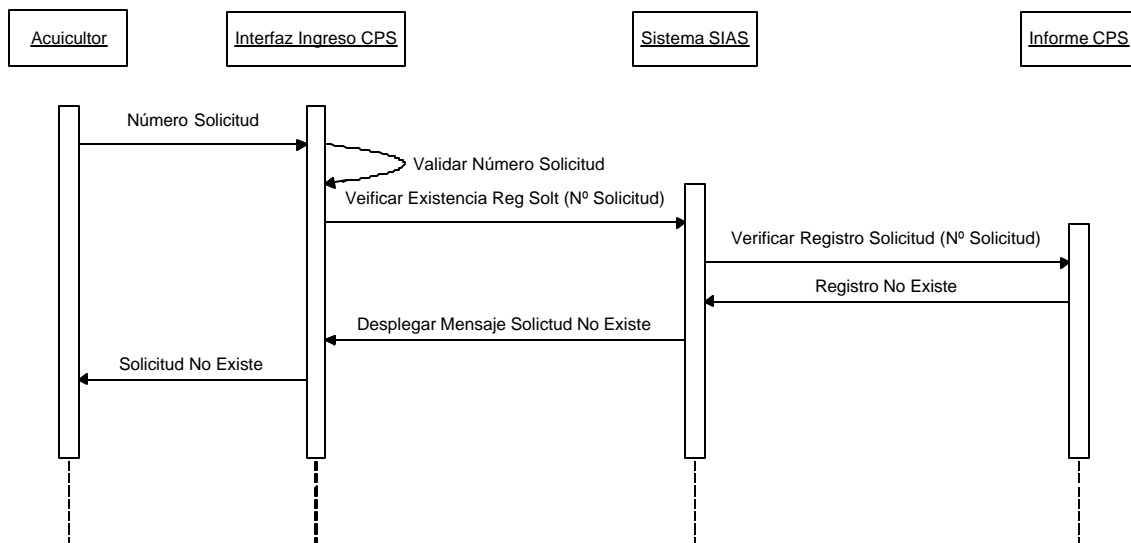 Acuicultor
Interfaz Ingreso CPS
Sistema SIAS
Informe CPS
Número Solicitud
Validar Número Solicitud
Veificar Existencia Reg Solt (Nº Solicitud)
Verificar Registro Solicitud (Nº Solicitud)
Registro No Existe
Desplegar Mensaje Solictud No Existe
Solicitud No Existe